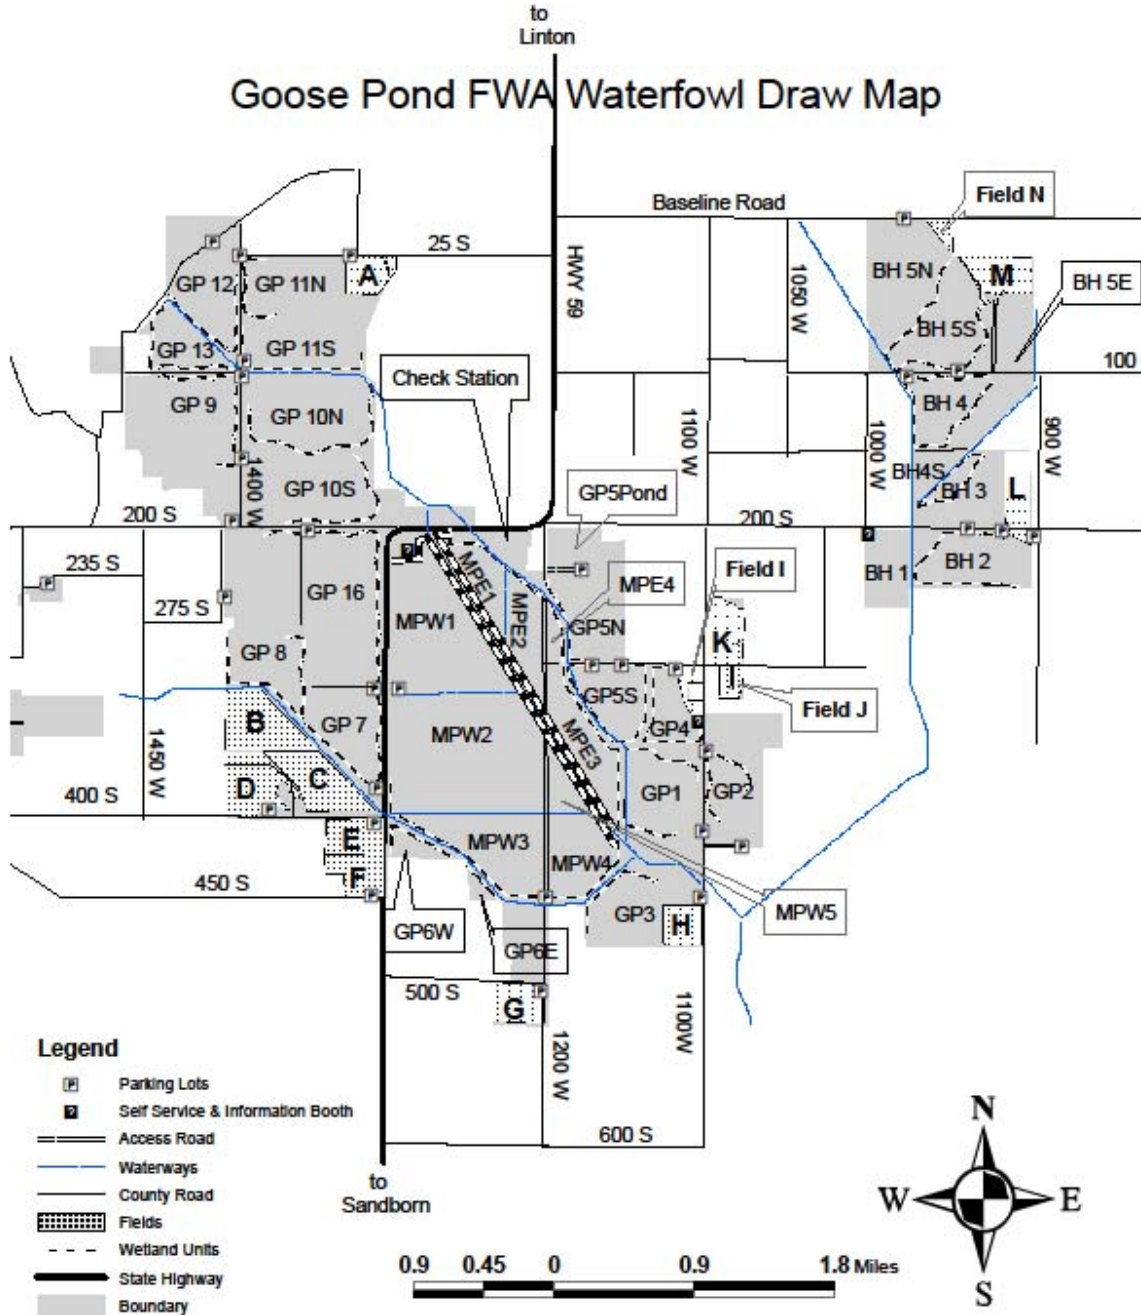 to
Linton
Goose Pond FWA Waterfowl Draw Map
Baseline Road
Field N
25 S
HWY 59
1050 W
A
GP 12
GP 11N
BH 5N
M
BH 5E
BH 5S
GP 13
GP 11S
100
Check Station
GP 9
GP 10N
BH 4
1100 W
1000 W
900 W
1400 W
GP 10S
BH4S
BH 3
L
GP5Pond
200 S
200 S
235 S
BH 1
BH 2
Field I
MPE1
MPE2
MPE4
275 S
GP 16
MPW1
GP5N
K
GP 8
GP5S
Field J
B
GP 7
MPW2
MPE3
GP4
1450 W
C
D
GP1
GP2
400 S
E
MPW3
MPW4
F
450 S
MPW5
GP6W
GP6E
GP3
H
500 S
G
1200 W
1100W
600 S
to
Sandborn
Legend
P Parking Lots
? Self Service & Information Booth
Access Road
Waterways
County Road
Fields
Wetland Units
State Highway
Boundary
N
W
E
S
0.9 0.45 0 0.9 1.8 Miles